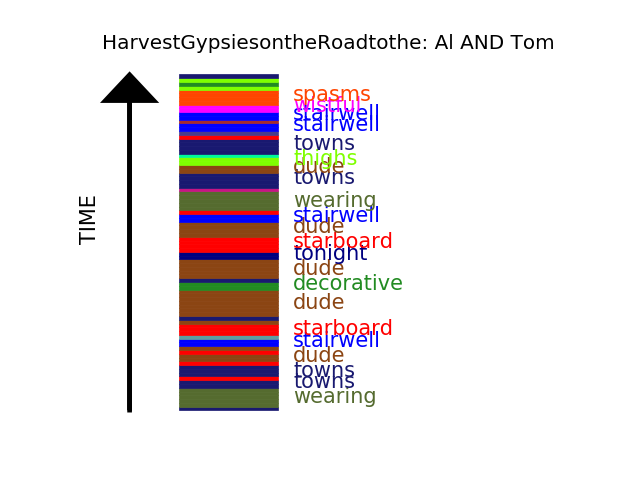 HarvestGypsiesontheRoadtothe: Al AND Tom
TIME
spasms
wistful
stairwell
stairwell
towns
thighs
dude
towns
wearing
stairwell
dude
starboard
tonight
dude
decorative
dude
starboard
stairwell
dude
towns
towns
wearing